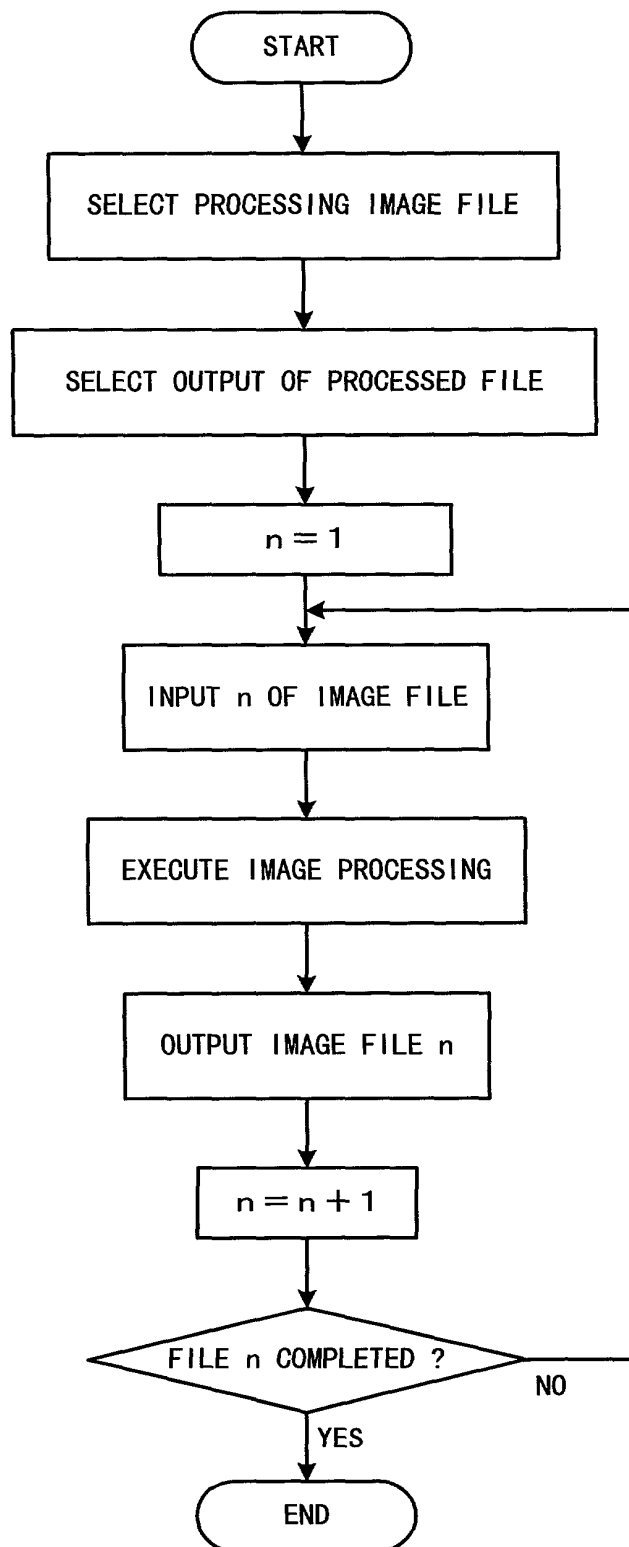 START
SELECT PROCESSING IMAGE FILE
SELECT OUTPUT OF PROCESSED FILE
n = 1
INPUT n OF IMAGE FILE
EXECUTE IMAGE PROCESSING
OUTPUT IMAGE FILE n
n = n + 1
FILE n COMPLETED ?
NO
YES
END